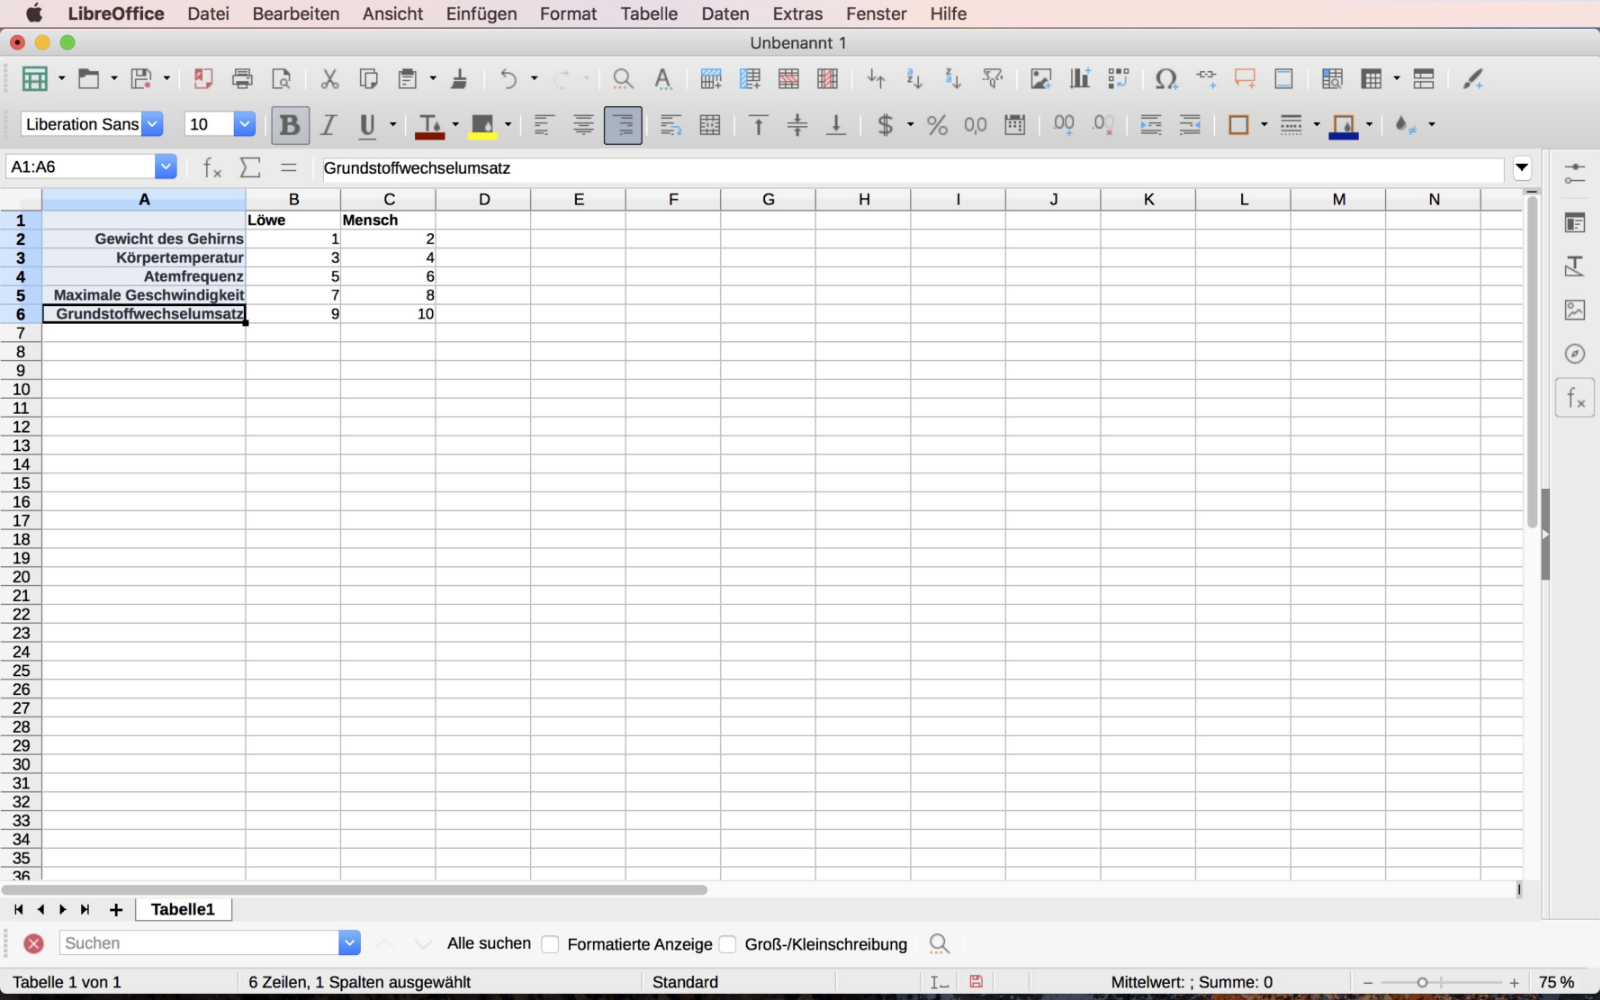 LibreOffice Datei Bearbeiten Ansicht Einfügen Format Tabelle Daten Extras Fenster Hilfe
Unbenannt 1
Liberation Sans 10
A1:A6 Grundstoffwechselumsatz
A B C D E F G H I J K L M N
1 Löwe Mensch
2 Gewicht des Gehirns 1 2
3 Körpertemperatur 3 4
4 Atemfrequenz 5 6
5 Maximale Geschwindigkeit 7 8
6 Grundstoffwechselumsatz 9 10
7
8
9
10
11
12
13
14
15
16
17
18
19
20
21
22
23
24
25
26
27
28
29
30
31
32
33
34
35
36
Tabelle1
Suchen Alle suchen Formatierte Anzeige Groß-/Kleinschreibung
Tabelle 1 von 1 6 Zeilen, 1 Spalten ausgewählt Standard Mittelwert: ; Summe: 0 75 %